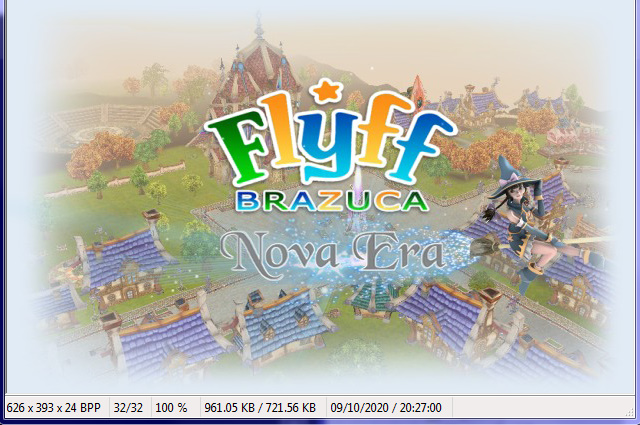 Flyff
BRAZUCA
Nova Era
626 x 393 x 24 BPP 32/32 100 % 961.05 KB / 721.56 KB 09/10/2020 / 20:27:00